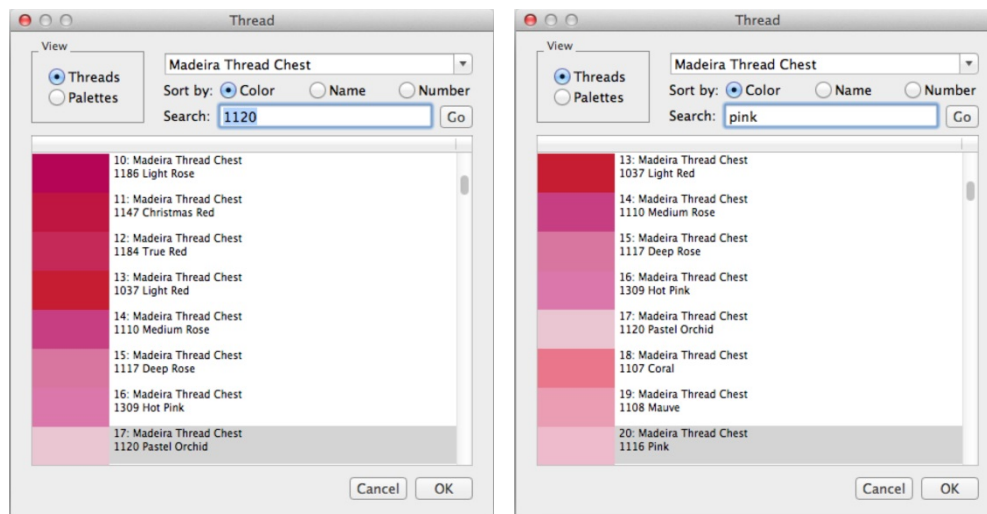 Thread
View
Threads
Palettes
Madeira Thread Chest
Sort by: Color Name Number
Search: 1120 Go
10: Madeira Thread Chest
1186 Light Rose
11: Madeira Thread Chest
1147 Christmas Red
12: Madeira Thread Chest
1184 True Red
13: Madeira Thread Chest
1037 Light Red
14: Madeira Thread Chest
1110 Medium Rose
15: Madeira Thread Chest
1117 Deep Rose
16: Madeira Thread Chest
1309 Hot Pink
17: Madeira Thread Chest
1120 Pastel Orchid
Cancel OK
Thread
View
Threads
Palettes
Madeira Thread Chest
Sort by: Color Name Number
Search: pink Go
13: Madeira Thread Chest
1037 Light Red
14: Madeira Thread Chest
1110 Medium Rose
15: Madeira Thread Chest
1117 Deep Rose
16: Madeira Thread Chest
1309 Hot Pink
17: Madeira Thread Chest
1120 Pastel Orchid
18: Madeira Thread Chest
1107 Coral
19: Madeira Thread Chest
1108 Mauve
20: Madeira Thread Chest
1116 Pink
Cancel OK